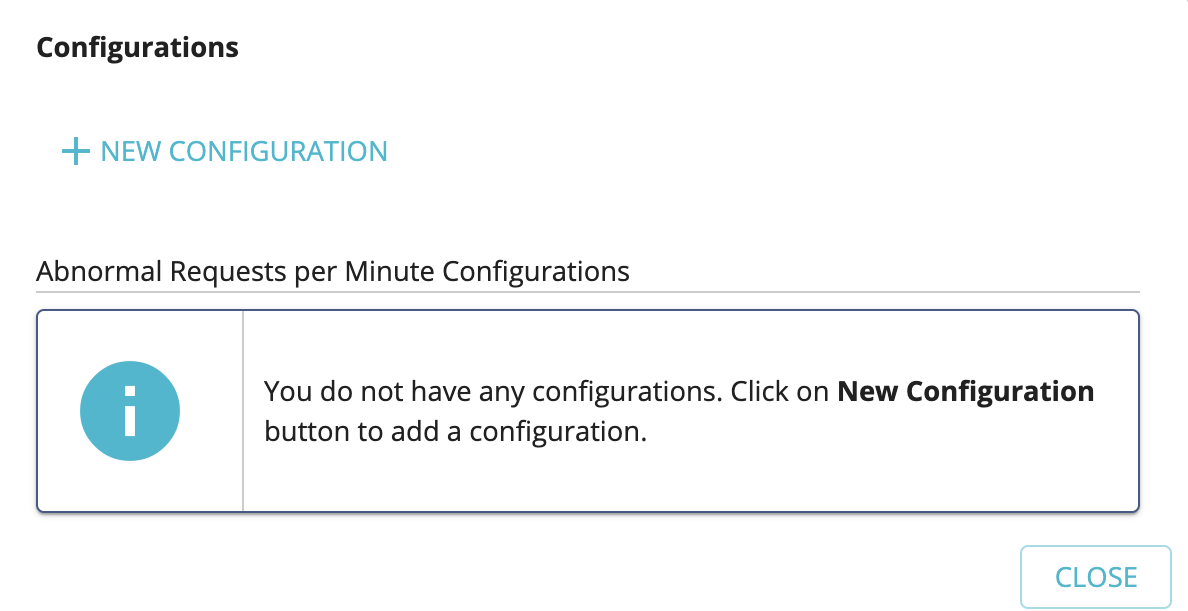 Configurations
NEW CONFIGURATION
Abnormal Requests per Minute Configurations
You do not have any configurations. Click on New Configuration
button to add a configuration.
CLOSE